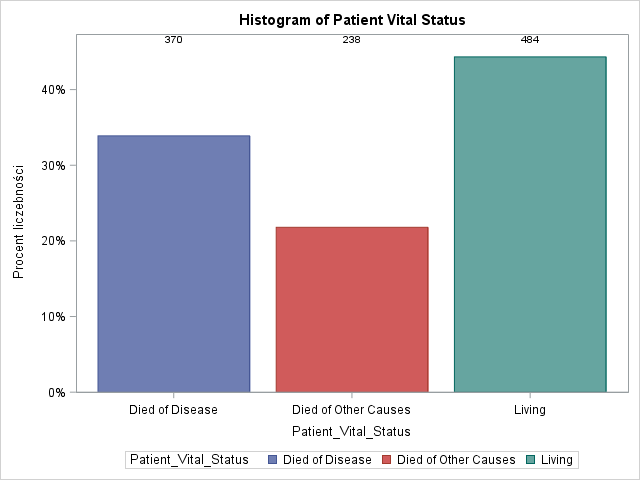 Histogram of Patient Vital Status
370 238 484
40%
30%
20%
10%
0%
Procent liczebności
Died of Disease Died of Other Causes Living
Patient_Vital_Status
Patient_Vital_Status Died of Disease Died of Other Causes Living